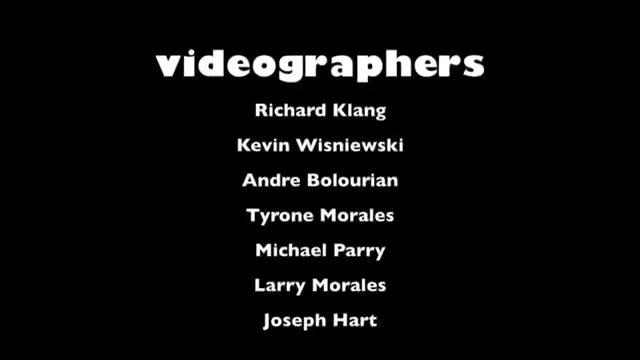 videographers
Richard Klang
Kevin Wisniewski
Andre Bolourian
Tyrone Morales
Michael Parry
Larry Morales
Joseph Hart